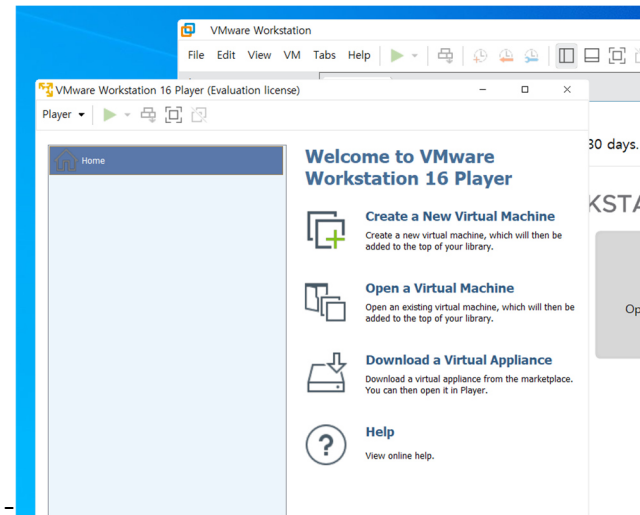 VMware Workstation
File Edit View VM Tabs Help
VMware Workstation 16 Player (Evaluation license)
Player
30 days.
Home
Welcome to VMware
Workstation 16 Player
Create a New Virtual Machine
Create a new virtual machine, which will then be
added to the top of your library.
Open a Virtual Machine
Open an existing virtual machine, which will then be
added to the top of your library.
Download a Virtual Appliance
Download a virtual appliance from the marketplace.
You can then open it in Player.
Help
View online help.